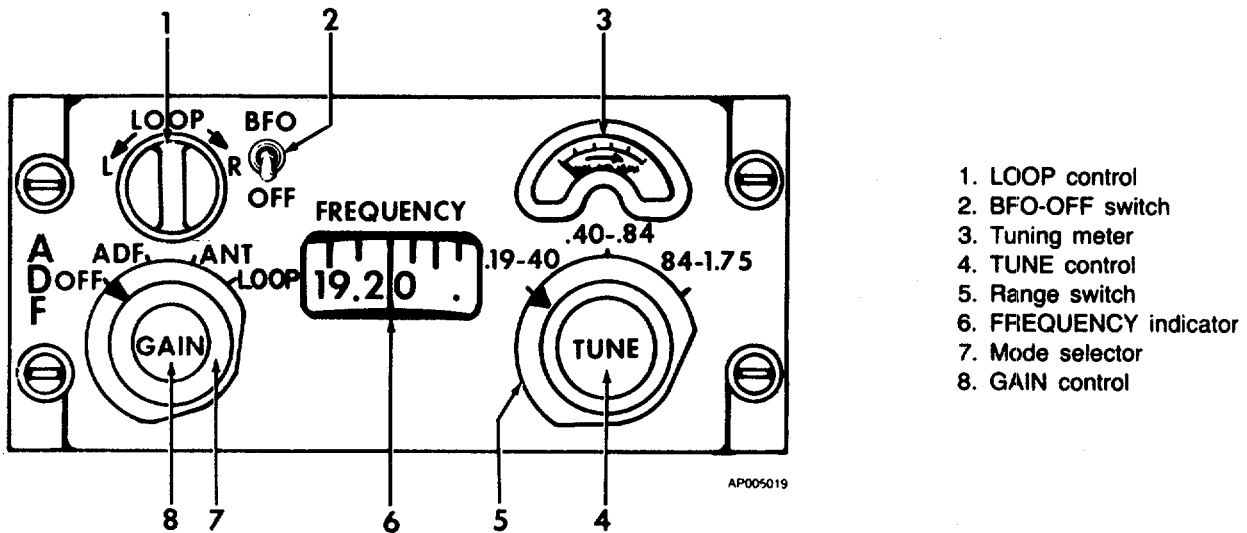 1 2 3
LOOP BFO
L R
OFF
FREQUENCY
.40-.84
A
D
F
ADF ANT
OFF LOOP
.19-40 84-1.75
19.20 .
GAIN TUNE
8 7 6 5 4
AP005019
1. LOOP control
2. BFO-OFF switch
3. Tuning meter
4. TUNE control
5. Range switch
6. FREQUENCY indicator
7. Mode selector
8. GAIN control